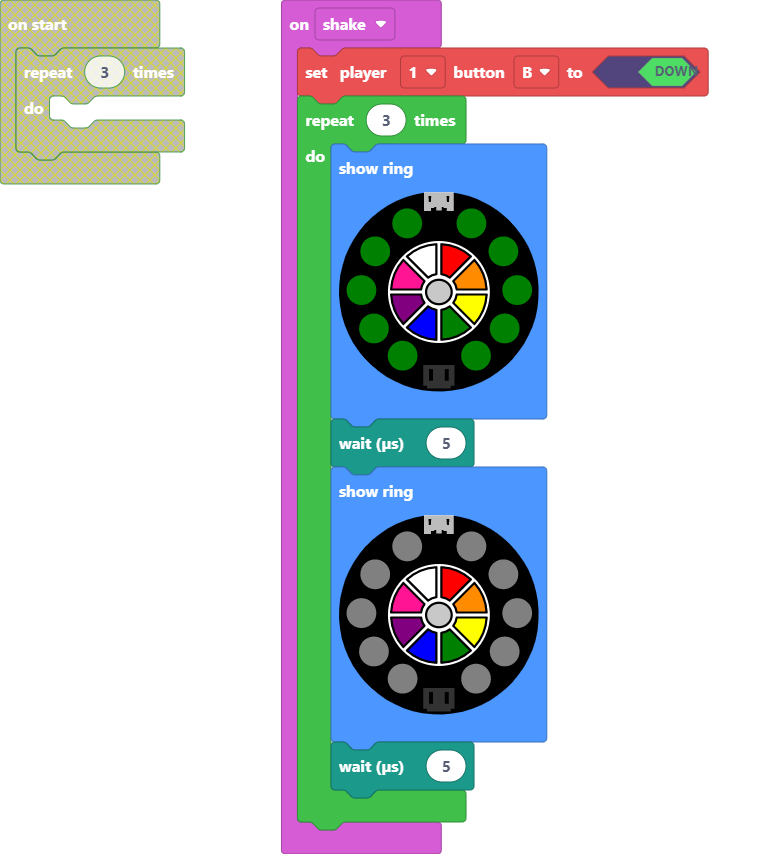 on start
repeat 3 times
do
on shake
set player 1 button B to DOWN
repeat 3 times
do
show ring
wait (µs) 5
show ring
wait (µs) 5